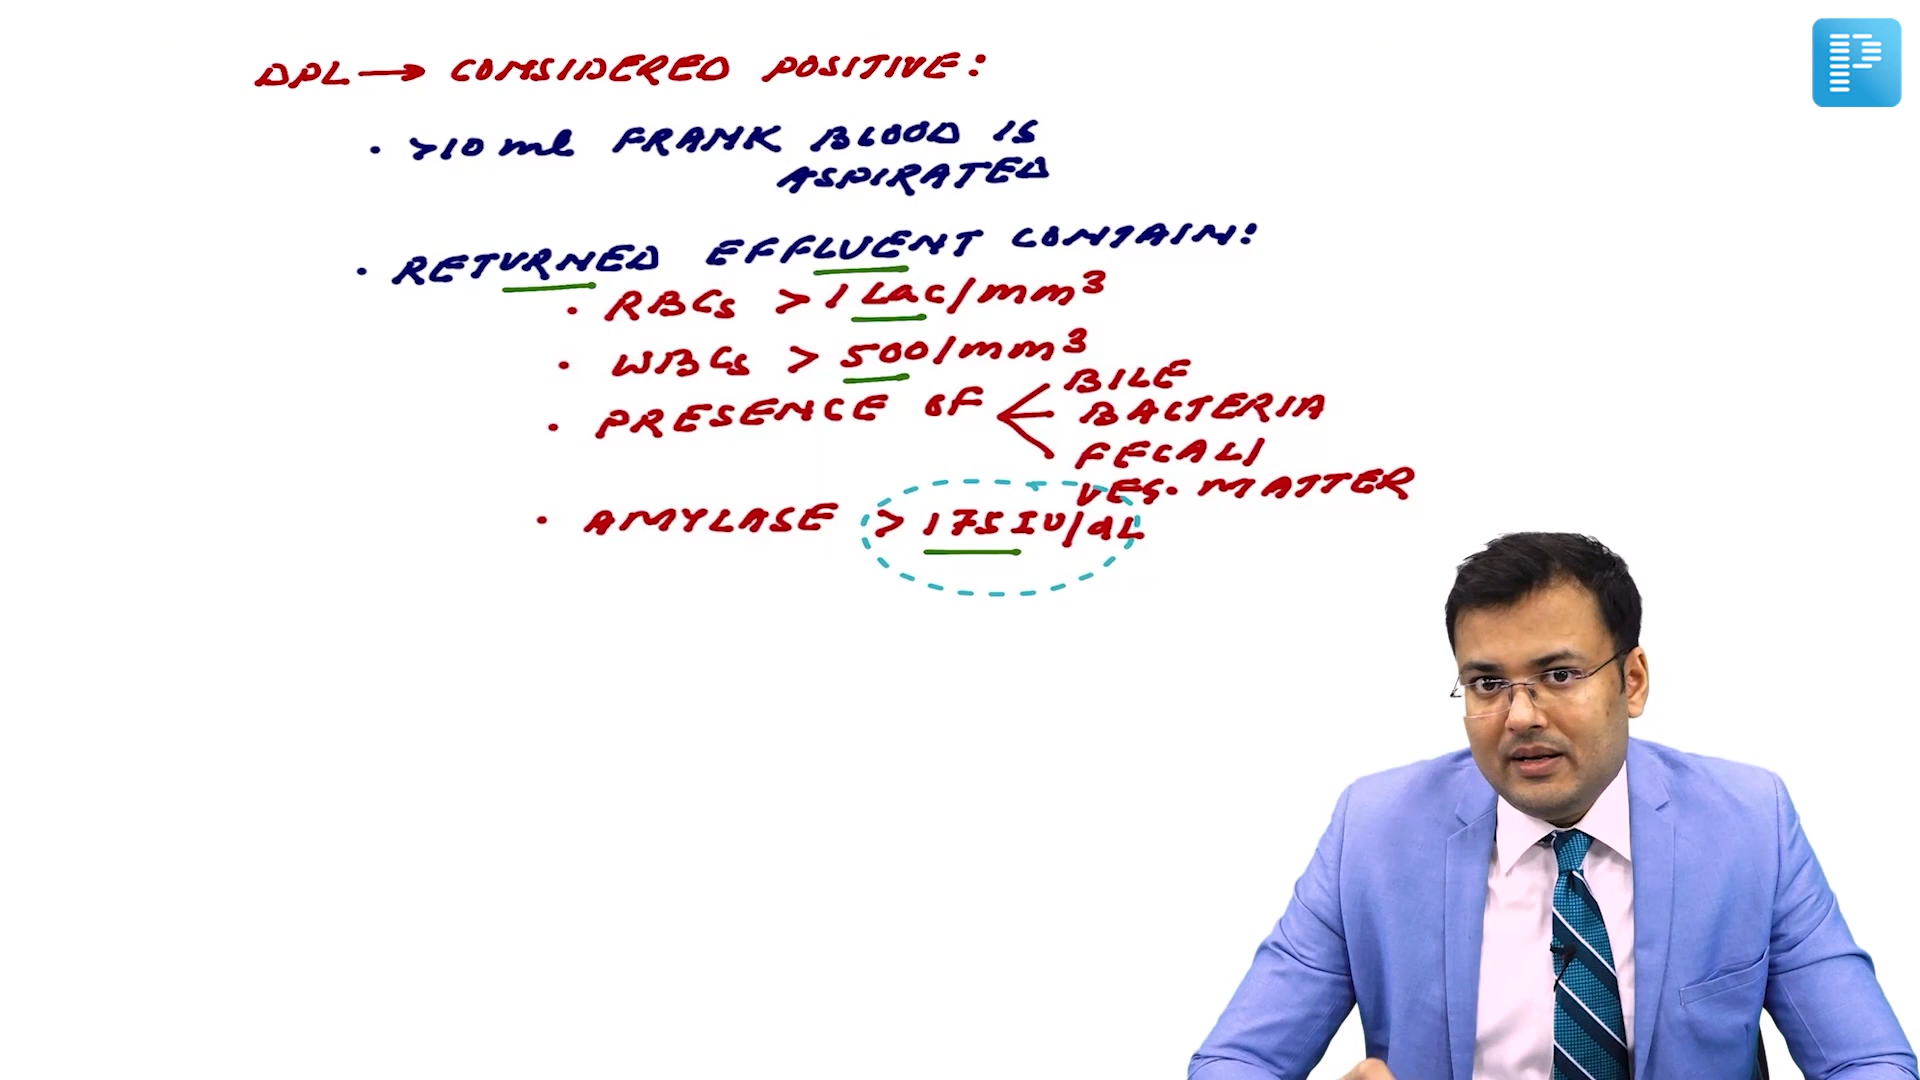 DPL → CONSIDERED POSITIVE:
• >10 ml FRANK BLOOD IS
ASPIRATED
• RETURNED EFFLUENT CONTAIN:
• RBCs > 1 Lac/mm³
• WBCs > 500/mm³
• PRESENCE OF < BILE
BACTERIA
FECAL/
VEG. MATTER
• AMYLASE > 175 IU/dL
P